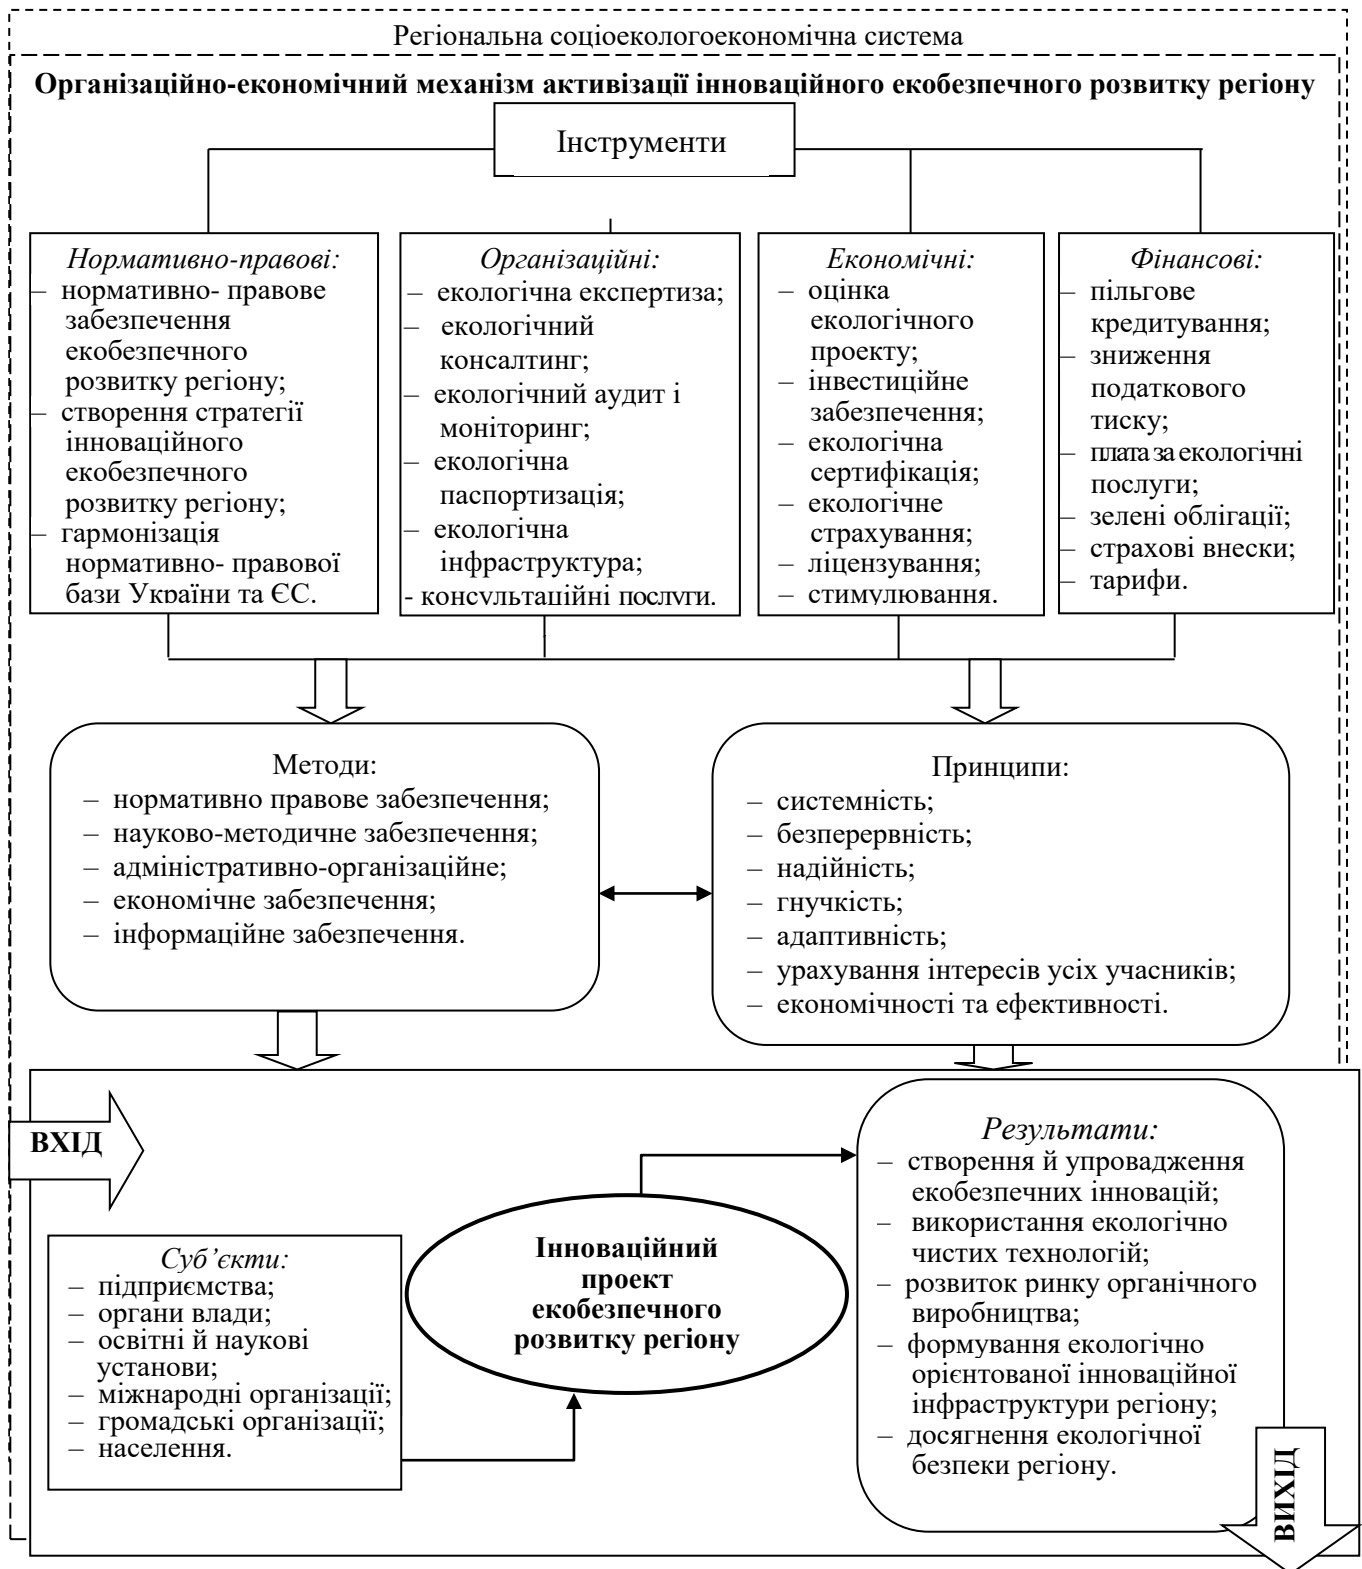 Регіональна соціоекологоекономічна система
Організаційно-економічний механізм активізації інноваційного екобезпечного розвитку регіону
Інструменти
Нормативно-правові:
– нормативно- правове
забезпечення
екобезпечного
розвитку регіону;
– створення стратегії
інноваційного
екобезпечного
розвитку регіону;
– гармонізація
нормативно- правової
бази України та ЄС.
Організаційні:
– екологічна експертиза;
– екологічний
консалтинг;
– екологічний аудит і
моніторинг;
– екологічна
паспортизація;
– екологічна
інфраструктура;
- консультаційні послуги.
Економічні:
– оцінка
екологічного
проекту;
– інвестиційне
забезпечення;
– екологічна
сертифікація;
– екологічне
страхування;
– ліцензування;
– стимулювання.
Фінансові:
– пільгове
кредитування;
– зниження
податкового
тиску;
– плата за екологічні
послуги;
– зелені облігації;
– страхові внески;
– тарифи.
Методи:
– нормативно правове забезпечення;
– науково-методичне забезпечення;
– адміністративно-організаційне;
– економічне забезпечення;
– інформаційне забезпечення.
Принципи:
– системність;
– безперервність;
– надійність;
– гнучкість;
– адаптивність;
– урахування інтересів усіх учасників;
– економічності та ефективності.
ВХІД
Суб’єкти:
– підприємства;
– органи влади;
– освітні й наукові
установи;
– міжнародні організації;
– громадські організації;
– населення.
Інноваційний
проект
екобезпечного
розвитку регіону
Результати:
– створення й упровадження
екобезпечних інновацій;
– використання екологічно
чистих технологій;
– розвиток ринку органічного
виробництва;
– формування екологічно
орієнтованої інноваційної
інфраструктури регіону;
– досягнення екологічної
безпеки регіону.
ВИХІД